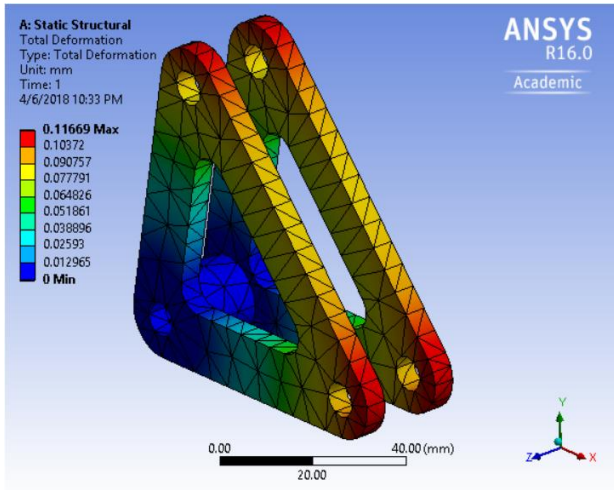 A: Static Structural
Total Deformation
Type: Total Deformation
Unit: mm
Time: 1
4/6/2018 10:33 PM
0.11669 Max
0.10372
0.090757
0.077791
0.064826
0.051861
0.038896
0.02593
0.012965
0 Min
ANSYS
R16.0
Academic
0.00
40.00 (mm)
20.00
Y
Z
X